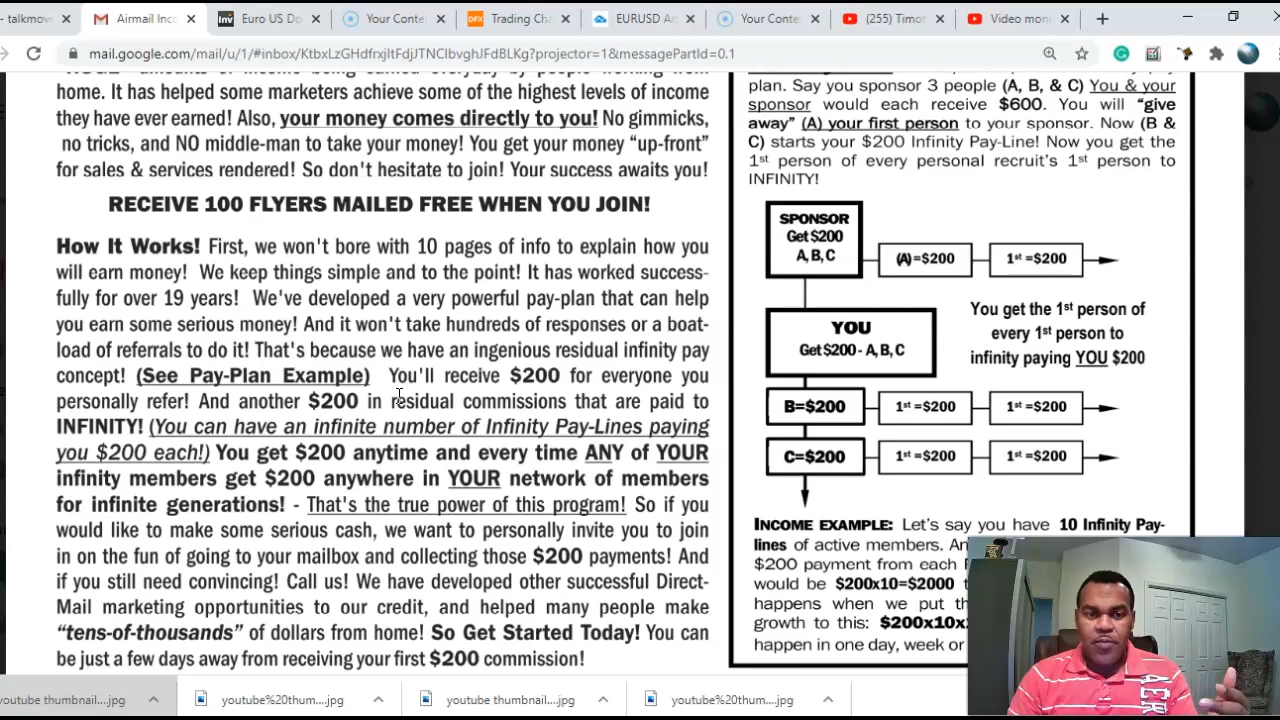 - talkmove
Airmail Inco
Euro US Do
Your Conte
Trading Cha
EURUSD An
Your Conte
(255) Timot
Video mon
mail.google.com/mail/u/1/#inbox/KtbxLzGHdfrxjltFdjJTNClbvghJFdBLKg?projector=1&messagePartId=0.1
amounts of income being earned everyday by people working from
home. It has helped some marketers achieve some of the highest levels of income
they have ever earned! Also, your money comes directly to you! No gimmicks,
no tricks, and NO middle-man to take your money! You get your money “up-front”
for sales & services rendered! So don't hesitate to join! Your success awaits you!
RECEIVE 100 FLYERS MAILED FREE WHEN YOU JOIN!
How It Works! First, we won't bore with 10 pages of info to explain how you
will earn money! We keep things simple and to the point! It has worked success-
fully for over 19 years! We've developed a very powerful pay-plan that can help
you earn some serious money! And it won't take hundreds of responses or a boat-
load of referrals to do it! That's because we have an ingenious residual infinity pay
concept! (See Pay-Plan Example) You'll receive $200 for everyone you
personally refer! And another $200 in residual commissions that are paid to
INFINITY! (You can have an infinite number of Infinity Pay-Lines paying
you $200 each!) You get $200 anytime and every time ANY of YOUR
infinity members get $200 anywhere in YOUR network of members
for infinite generations! - That's the true power of this program! So if you
would like to make some serious cash, we want to personally invite you to join
in on the fun of going to your mailbox and collecting those $200 payments! And
if you still need convincing! Call us! We have developed other successful Direct-
Mail marketing opportunities to our credit, and helped many people make
“tens-of-thousands” of dollars from home! So Get Started Today! You can
be just a few days away from receiving your first $200 commission!
plan. Say you sponsor 3 people (A, B, & C) You & your
sponsor would each receive $600. You will “give
away” (A) your first person to your sponsor. Now (B &
C) starts your $200 Infinity Pay-Line! Now you get the
1st person of every personal recruit's 1st person to
INFINITY!
SPONSOR
Get $200
A, B, C
(A)=$200
1st =$200
YOU
Get $200 - A, B, C
You get the 1st person of
every 1st person to
infinity paying YOU $200
B=$200
1st =$200
1st =$200
C=$200
1st =$200
1st =$200
INCOME EXAMPLE: Let's say you have 10 Infinity Pay-
lines of active members. An
$200 payment from each
would be $200x10=$2000
happens when we put th
growth to this: $200x10x
happen in one day, week or
AER
youtube thumbnail....jpg
youtube%20thum....jpg
youtube thumbnail....jpg
youtube%20thum....jpg